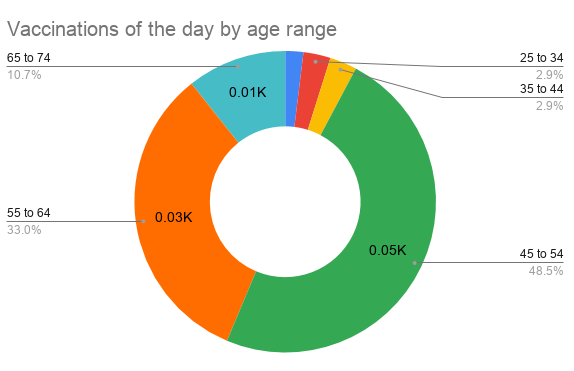 Vaccinations of the day by age range
65 to 74
10.7%
25 to 34
2.9%
35 to 44
2.9%
0.01K
55 to 64
33.0%
0.03K
0.05K
45 to 54
48.5%